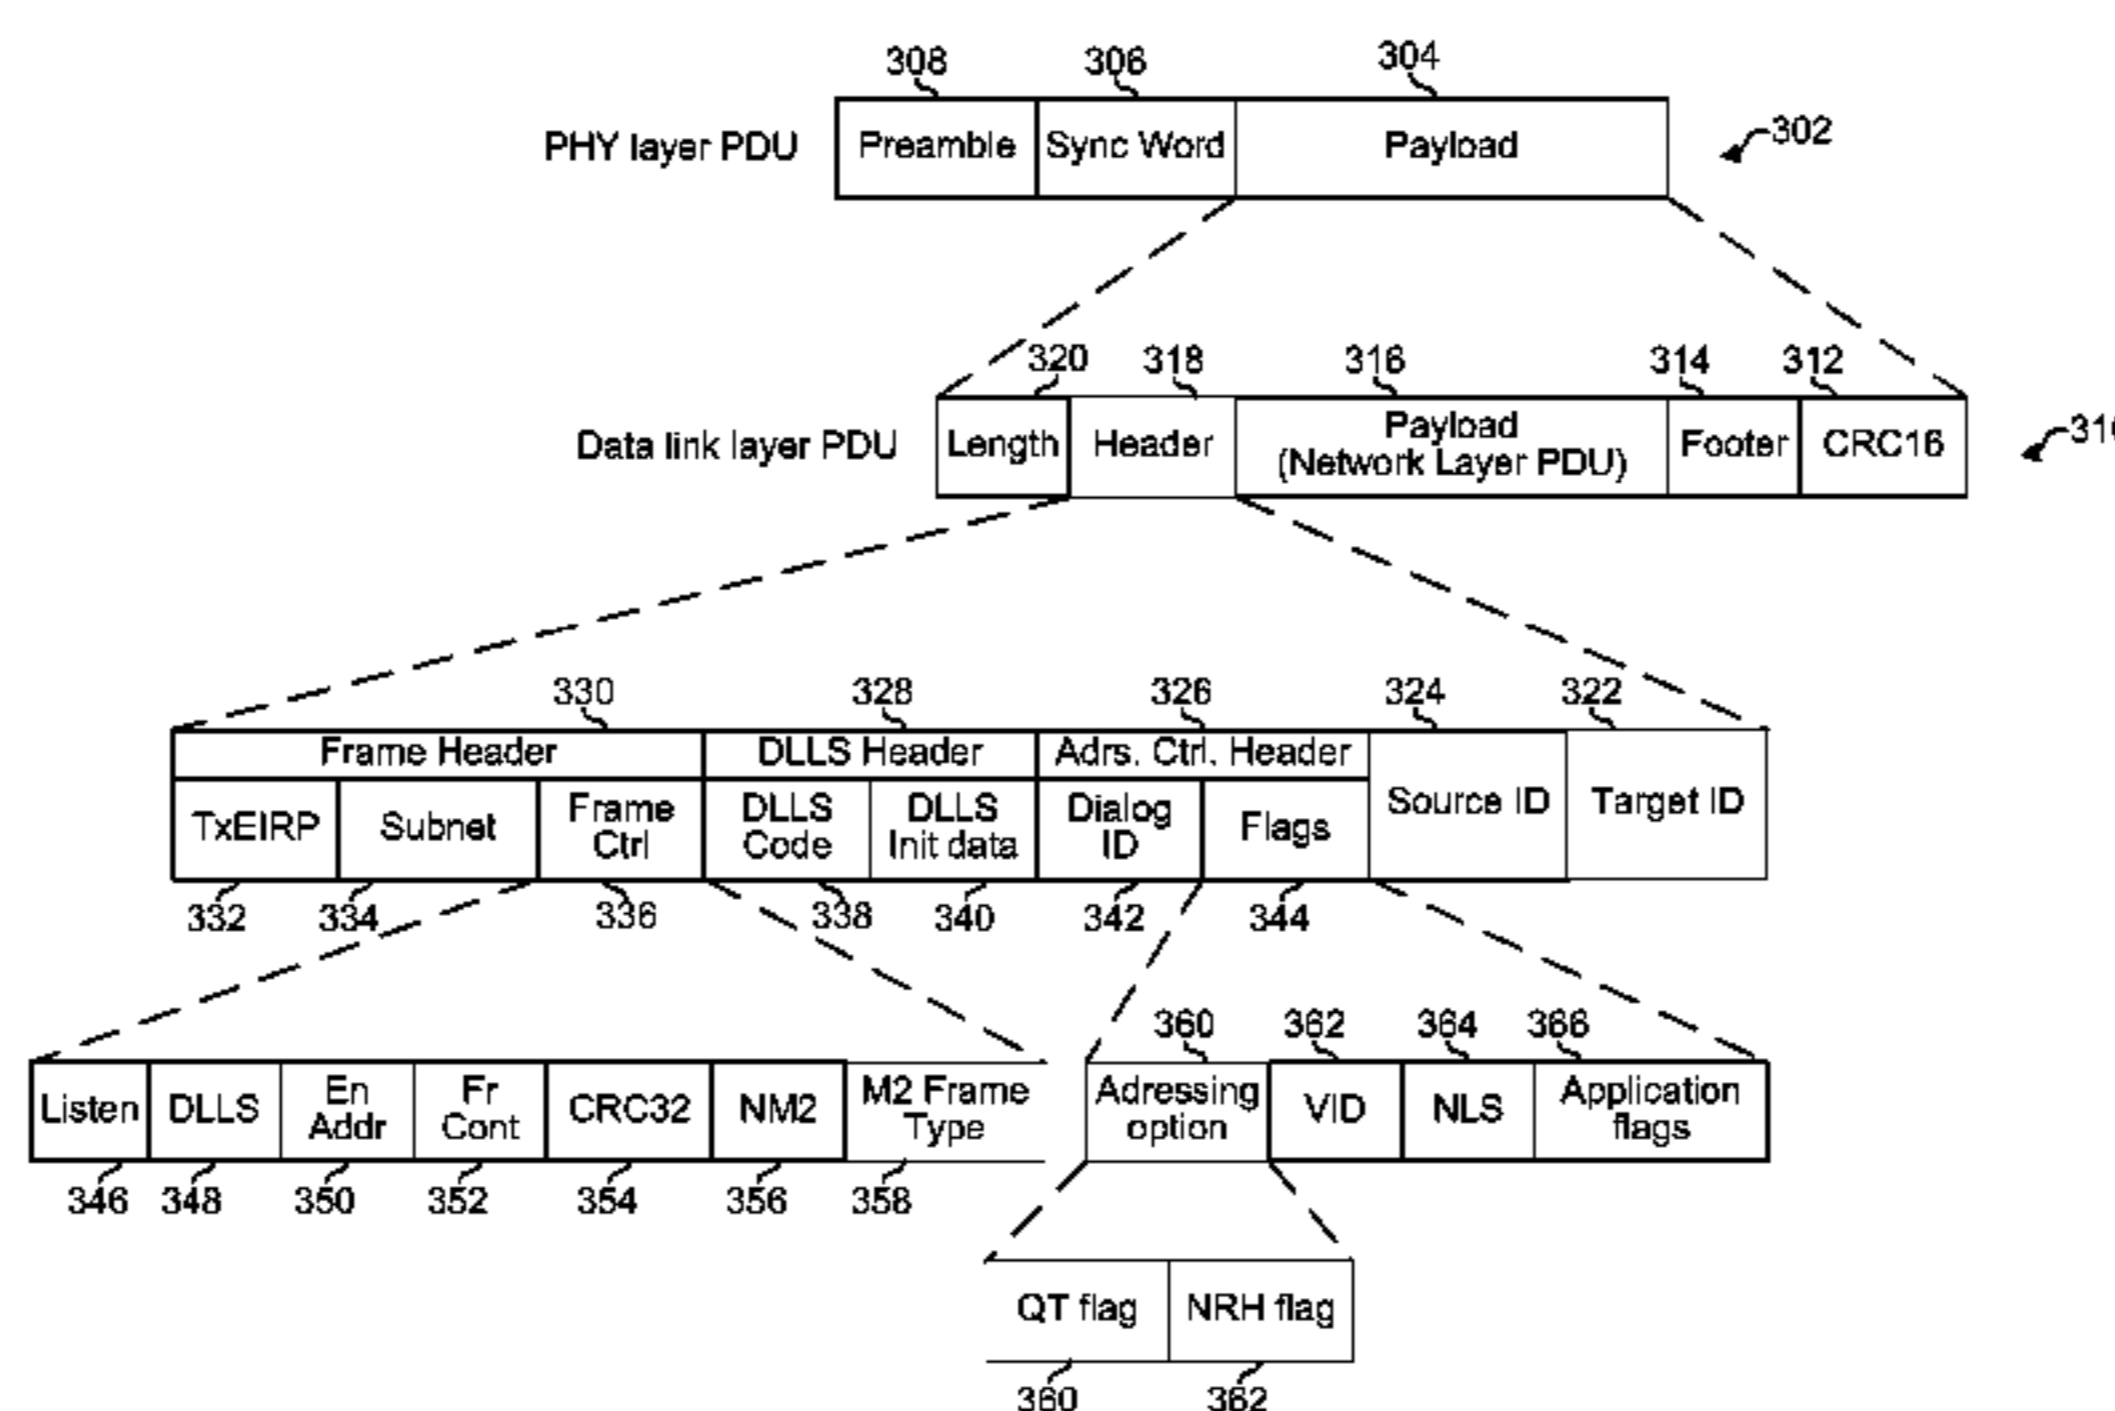 308 306 304
PHY layer PDU Preamble Sync Word Payload 302
320 318 316 314 312
Data link layer PDU Length Header Payload (Network Layer PDU) Footer CRC16
330 328 326 324 322
Frame Header DLLS Header Adrs. Ctrl. Header
TxEIRP Subnet Frame Ctrl DLLS Code DLLS Init data Dialog ID Flags Source ID Target ID
332 334 336 338 340 342 344
360 362 364 366
Listen DLLS En Addr Fr Cont CRC32 NM2 M2 Frame Type Adressing option VID NLS Application flags
346 348 350 352 354 356 358
QT flag NRH flag
360 362